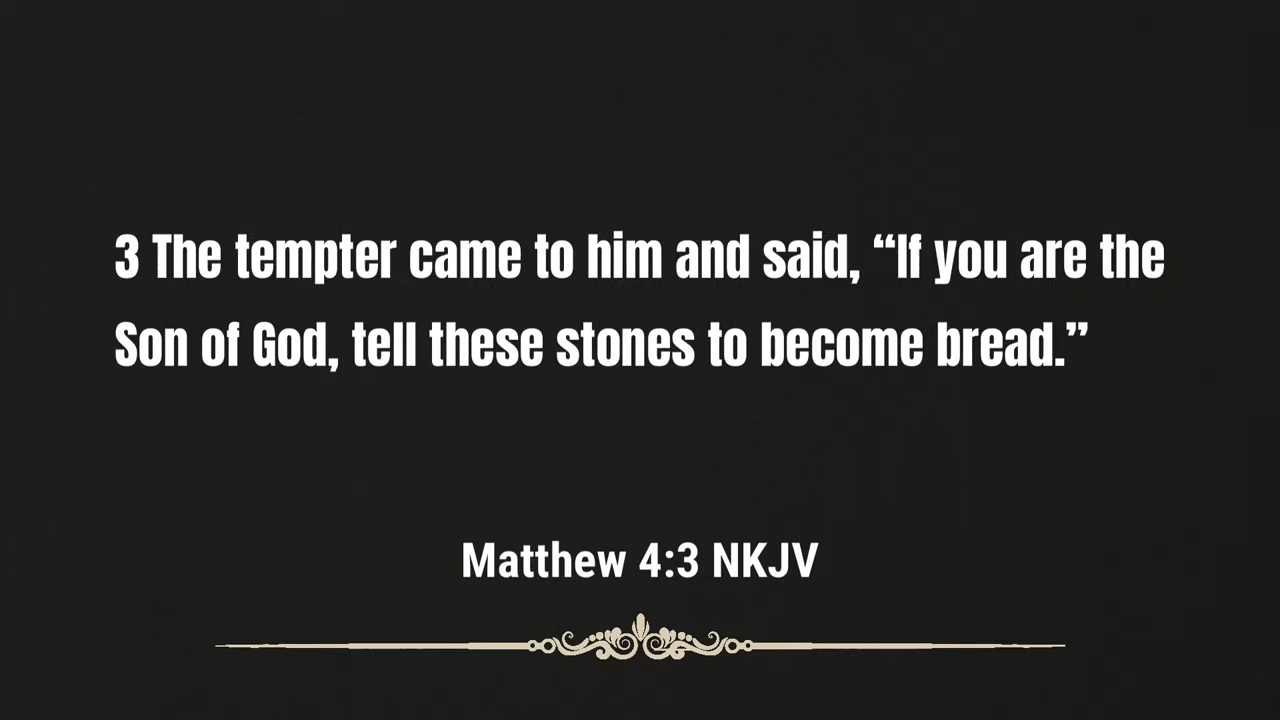 3 The tempter came to him and said, “If you are the
Son of God, tell these stones to become bread.”
Matthew 4:3 NKJV